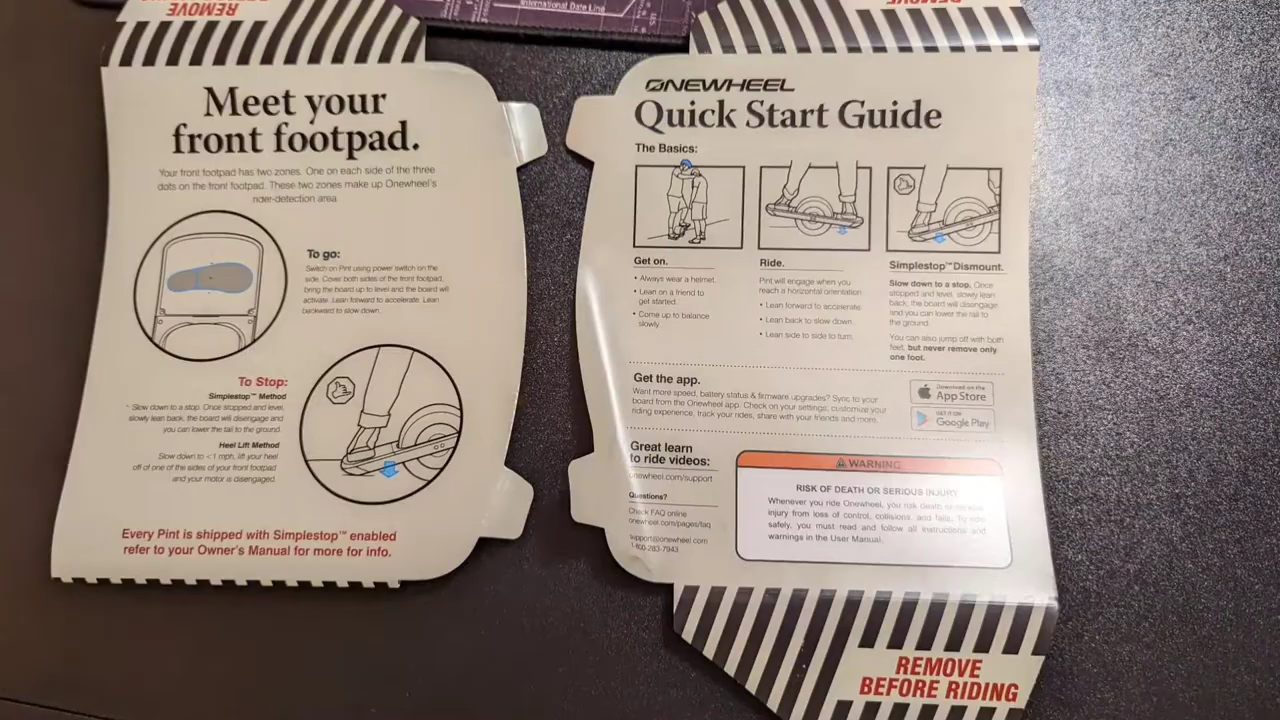 REMOVE
International Date Line
Meet your
front footpad.
Your front footpad has two zones. One on each side of the three
dots on the front footpad. These two zones make up Onewheel's
rider-detection area
To go:
Switch on Pint using power switch on the
side. Cover both sides of the front footpad,
bring the board up to level and the board will
activate. Lean forward to accelerate. Lean
backward to slow down.
To Stop:
Simplestop™ Method
Slow down to a stop. Once stopped and level,
slowly lean back, the board will disengage and
you can lower the tail to the ground.
Heel Lift Method
Slow down to <1 mph, lift your heel
off of one of the sides of your front footpad
and your motor is disengaged.
Every Pint is shipped with Simplestop™ enabled
refer to your Owner's Manual for more for info.
REMOVE
ONEWHEEL
Quick Start Guide
The Basics:
Get on.
• Always wear a helmet.
• Lean on a friend to
get started.
• Come up to balance
slowly
Ride.
Pint will engage when you
reach a horizontal orientation
• Lean forward to accelerate
• Lean back to slow down.
• Lean side to side to turn.
Simplestop™ Dismount.
Slow down to a stop. Once
stopped and level, slowly lean
back, the board will disengage
and you can lower the tail to
the ground.
You can also jump off with both
feet, but never remove only
one foot.
Get the app.
Want more speed, battery status & firmware upgrades? Sync to your
board from the Onewheel app. Check on your settings, customize your
riding experience, track your rides, share with your friends and more.
Download on the
App Store
GET IT ON
Google Play
Great learn
to ride videos:
onewheel.com/support
Questions?
Check FAQ online
onewheel.com/pages/faq
support@onewheel.com
1-800-283-7943
WARNING
RISK OF DEATH OR SERIOUS INJURY
Whenever you ride Onewheel, you risk death or serious
injury from loss of control, collisions, and falls. To ride
safely, you must read and follow all instructions and
warnings in the User Manual.
REMOVE
BEFORE RIDING